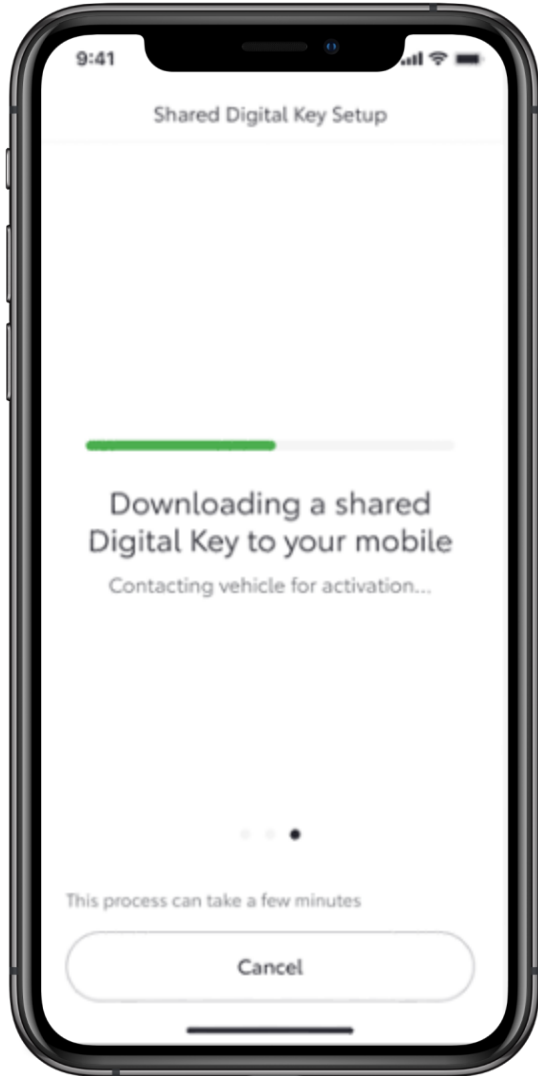 9:41
Shared Digital Key Setup
Downloading a shared
Digital Key to your mobile
Contacting vehicle for activation...
This process can take a few minutes
Cancel